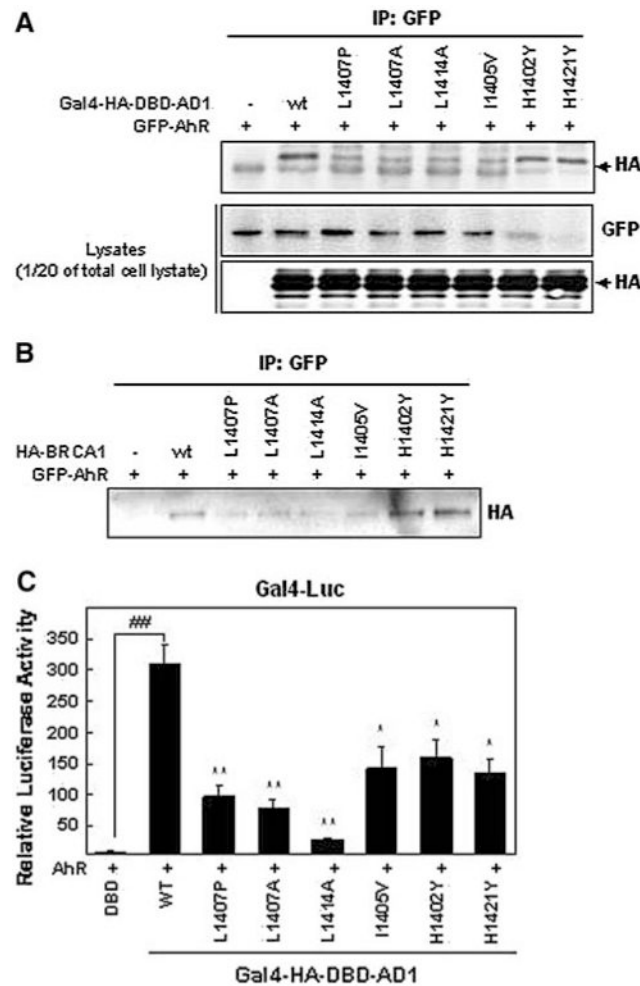 A
IP: GFP
Gal4-HA-DBD-AD1 - wt L1407P L1407A L1414A I1405V H1402Y H1421Y
GFP-AhR + + + + + + + +
HA
GFP
Lysates
(1/20 of total cell lystate)
HA
B
IP: GFP
HA-BRCA1 - wt L1407P L1407A L1414A I1405V H1402Y H1421Y
GFP-AhR + + + + + + + +
HA
C
Gal4-Luc
Relative Luciferase Activity
350
300
250
200
150
100
50
##
AhR + + + + + + + +
DBD WT L1407P L1407A L1414A I1405V H1402Y H1421Y
Gal4-HA-DBD-AD1